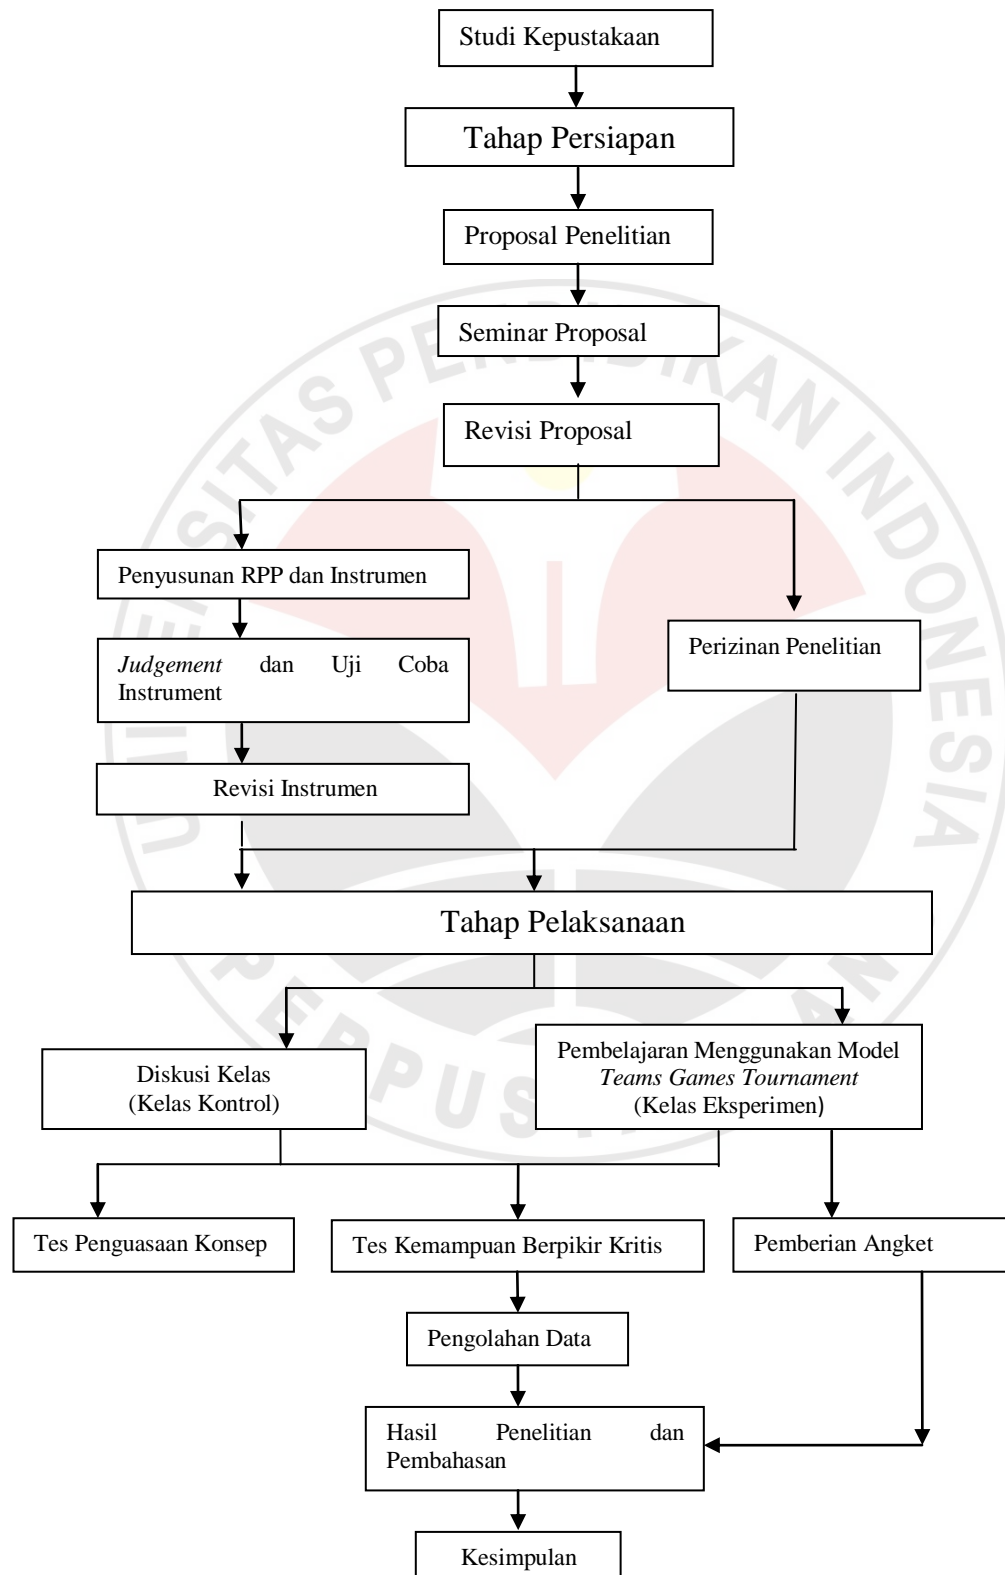 Studi Kepustakaan
Tahap Persiapan
Proposal Penelitian
Seminar Proposal
Revisi Proposal
Penyusunan RPP dan Instrumen
Perizinan Penelitian
Judgement dan Uji Coba
Instrument
Revisi Instrumen
Tahap Pelaksanaan
Diskusi Kelas
(Kelas Kontrol)
Pembelajaran Menggunakan Model
Teams Games Tournament
(Kelas Eksperimen)
Tes Penguasaan Konsep
Tes Kemampuan Berpikir Kritis
Pemberian Angket
Pengolahan Data
Hasil Penelitian dan
Pembahasan
Kesimpulan
PENDIDIKAN INDONESIA